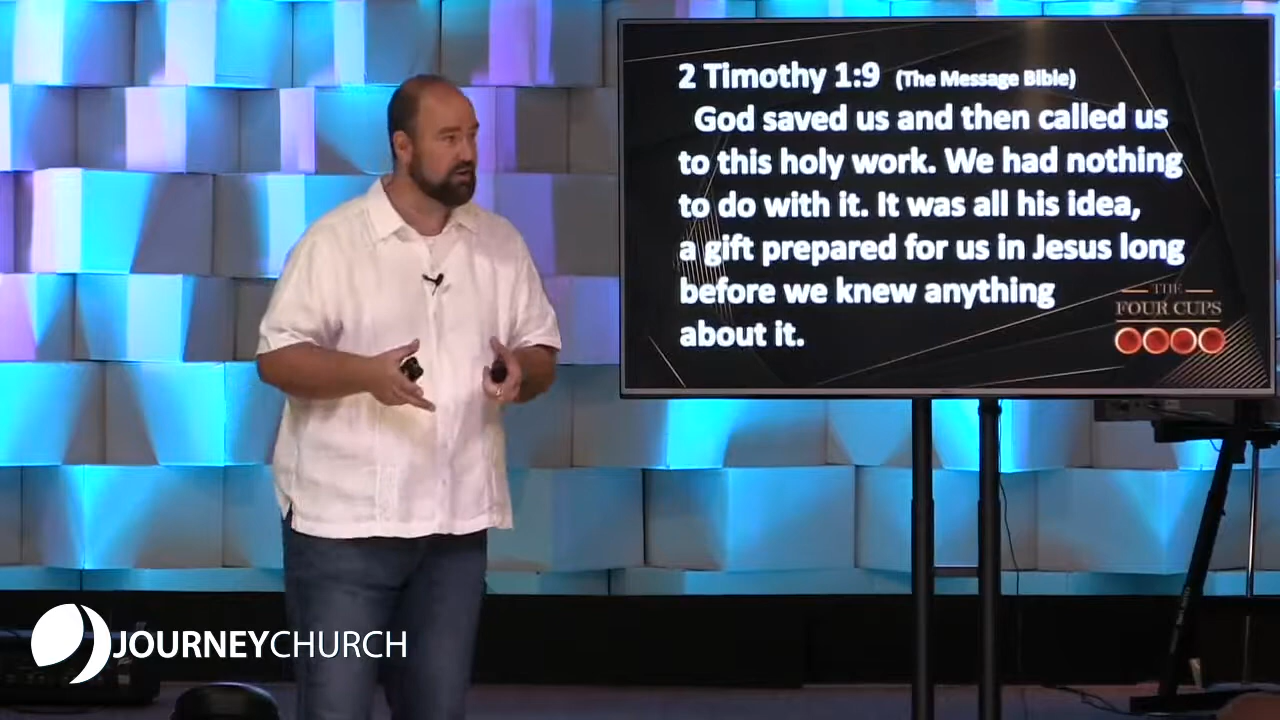 2 Timothy 1:9 (The Message Bible)
God saved us and then called us
to this holy work. We had nothing
to do with it. It was all his idea,
a gift prepared for us in Jesus long
before we knew anything
about it.
THE
FOUR CUPS
JOURNEYCHURCH